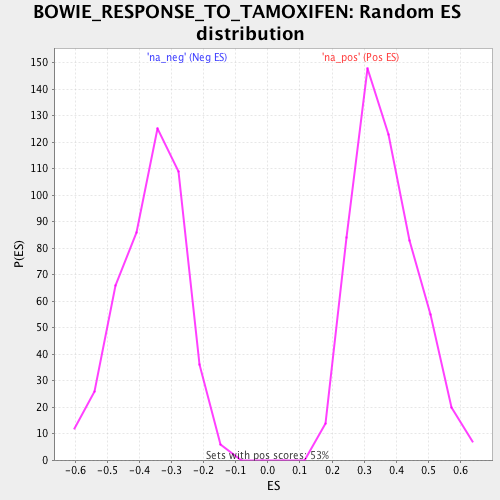 BOWIE_RESPONSE_TO_TAMOXIFEN: Random ES
distribution
'na_neg' (Neg ES)
'na_pos' (Pos ES)
150
140
130
120
110
100
90
80
70
60
50
40
30
20
10
0
P(ES)
Sets with pos scores: 53%
-0.6 -0.5 -0.4 -0.3 -0.2 -0.1 0.0 0.1 0.2 0.3 0.4 0.5 0.6
ES